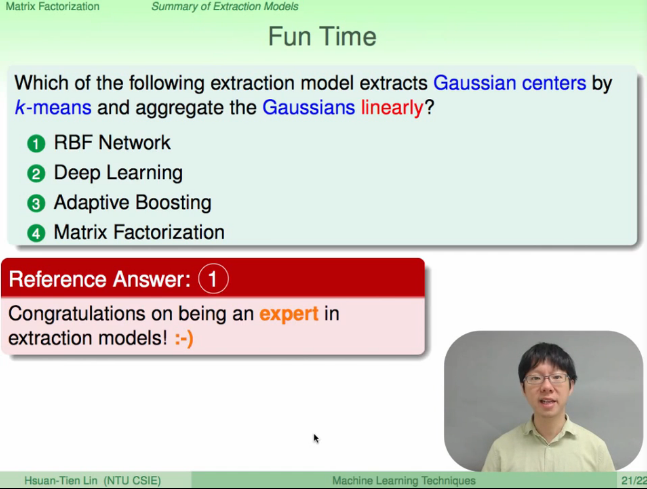 Matrix Factorization Summary of Extraction Models
Fun Time
Which of the following extraction model extracts Gaussian centers by
k-means and aggregate the Gaussians linearly?
1 RBF Network
2 Deep Learning
3 Adaptive Boosting
4 Matrix Factorization
Reference Answer: 1
Congratulations on being an expert in
extraction models! :-)
Hsuan-Tien Lin (NTU CSIE) Machine Learning Techniques 21/22